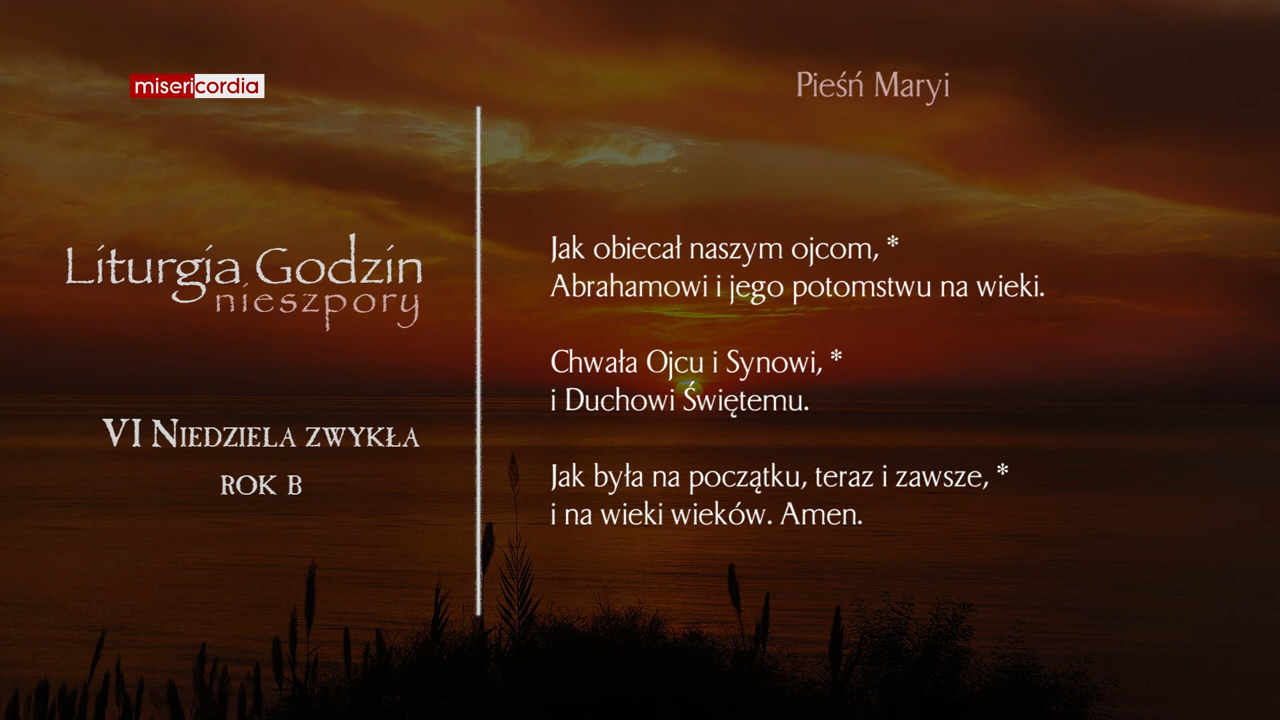 misericordia
Pieśń Maryi
Liturgia Godzin
nieszpory
VI Niedziela zwykła
rok B
Jak obiecał naszym ojcom, *
Abrahamowi i jego potomstwu na wieki.
Chwała Ojcu i Synowi, *
i Duchowi Świętemu.
Jak była na początku, teraz i zawsze, *
i na wieki wieków. Amen.